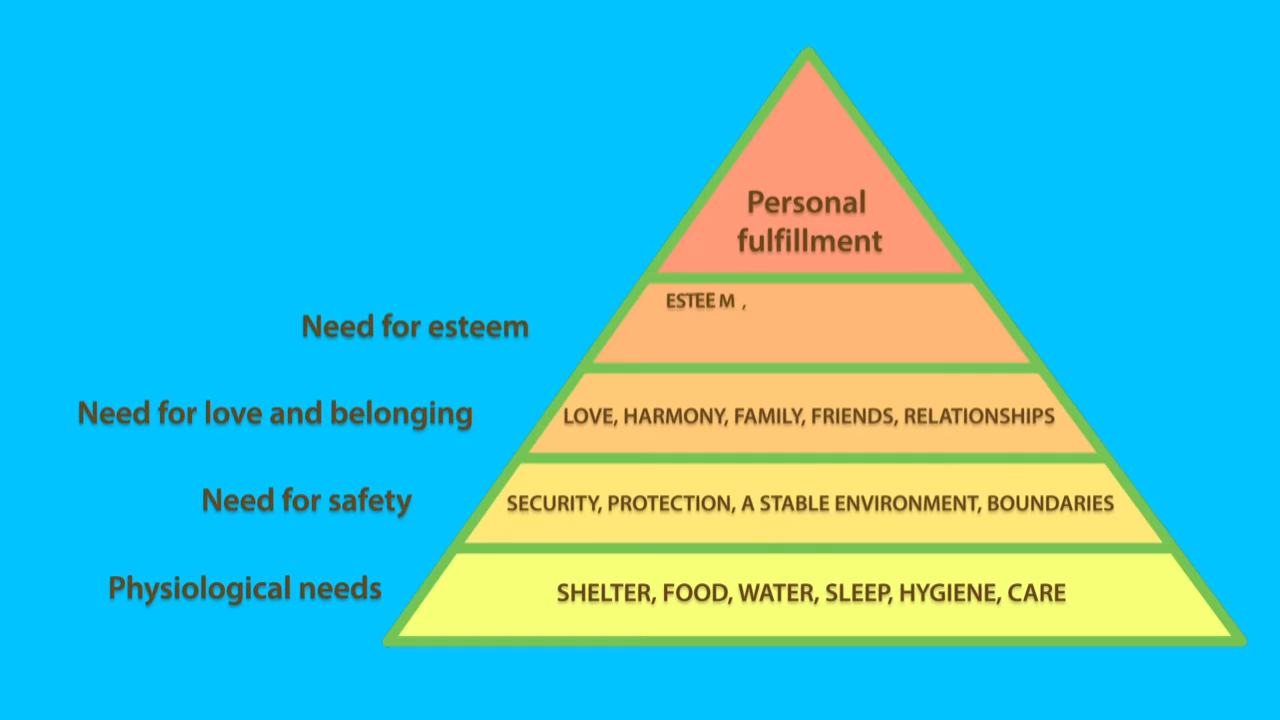 Personal
fulfillment
ESTEEM ,
Need for esteem
Need for love and belonging
LOVE, HARMONY, FAMILY, FRIENDS, RELATIONSHIPS
Need for safety
SECURITY, PROTECTION, A STABLE ENVIRONMENT, BOUNDARIES
Physiological needs
SHELTER, FOOD, WATER, SLEEP, HYGIENE, CARE